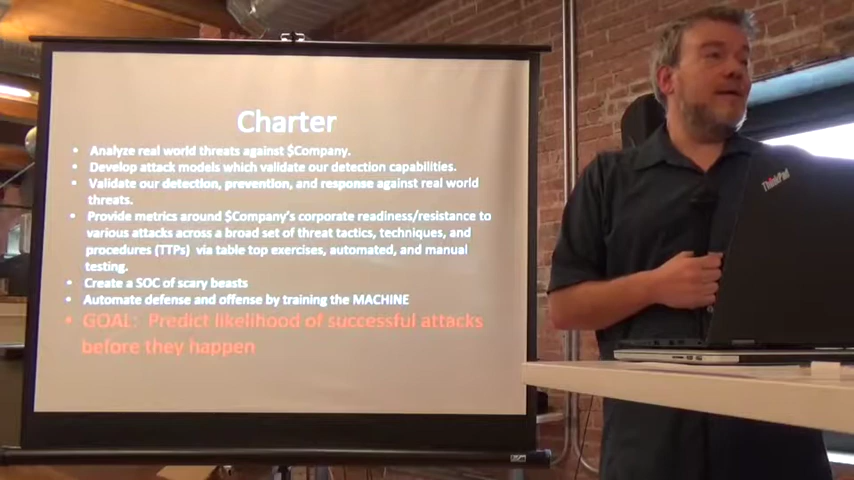 Charter
• Analyze real world threats against $Company.
• Develop attack models which validate our detection capabilities.
• Validate our detection, prevention, and response against real world
threats.
• Provide metrics around $Company's corporate readiness/resistance to
various attacks across a broad set of threat tactics, techniques, and
procedures (TTPs) via table top exercises, automated, and manual
testing.
• Create a SOC of scary beasts
• Automate defense and offense by training the MACHINE
• GOAL: Predict likelihood of successful attacks
before they happen
ThinkPad